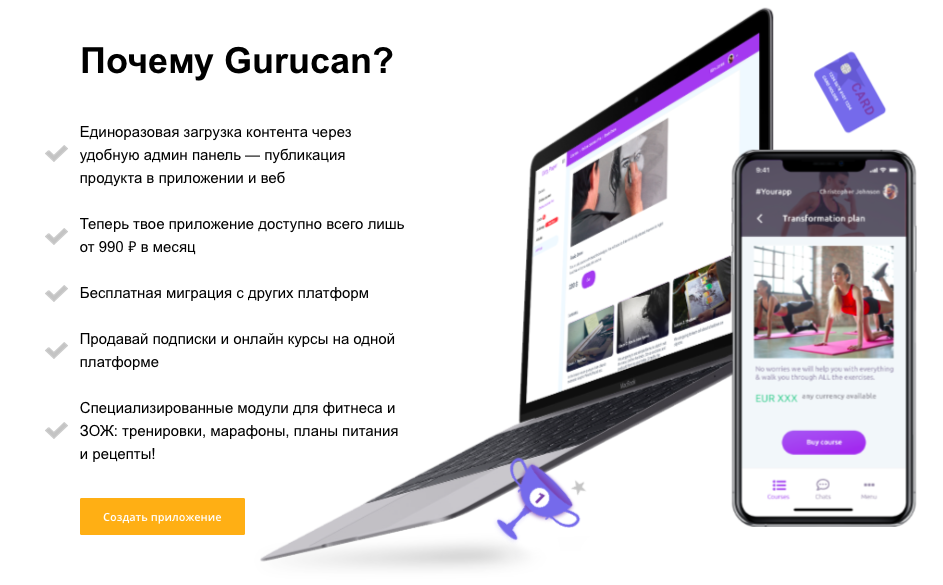 Почему Gurucan?
Единоразовая загрузка контента через
удобную админ панель — публикация
продукта в приложении и веб
Теперь твое приложение доступно всего лишь
от 990 ₽ в месяц
Бесплатная миграция с других платформ
Продавай подписки и онлайн курсы на одной
платформе
Специализированные модули для фитнеса и
ЗОЖ: тренировки, марафоны, планы питания
и рецепты!
Создать приложение
CARD
9:41
#Yourapp Christopher Johnson
Transformation plan
No worries we will help you with everything
& walk you through ALL the exercises.
EUR XXX any currency available
Buy course
Courses Chats Menu
1